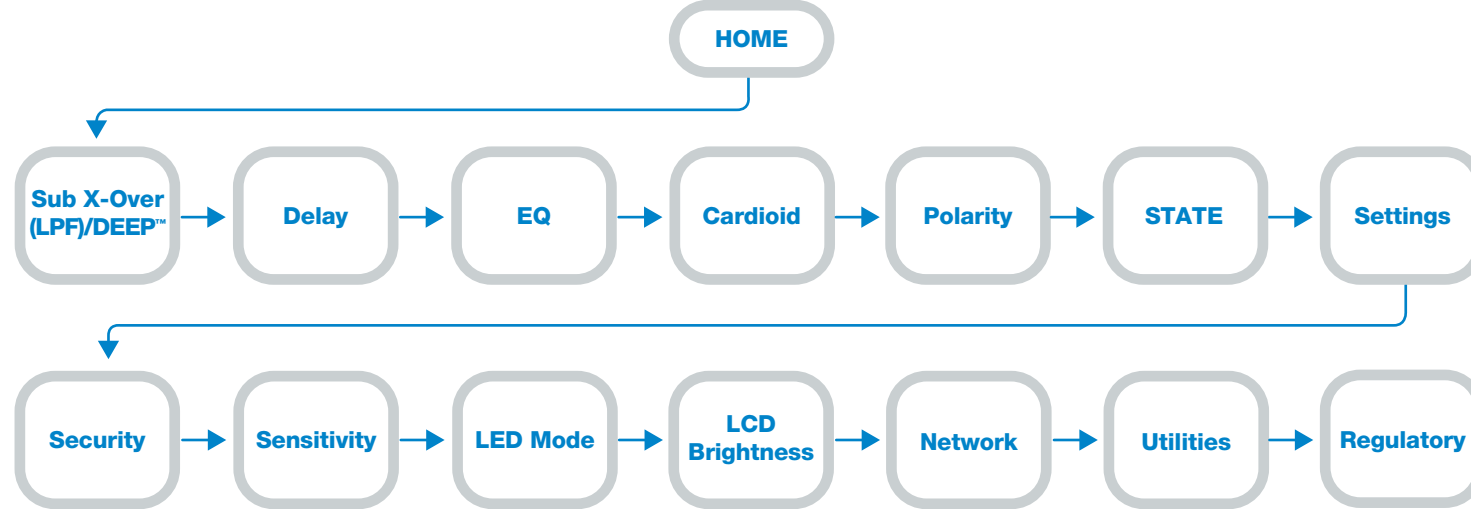 HOME
Sub X-Over
(LPF)/DEEP™
Delay
EQ
Cardioid
Polarity
STATE
Settings
Security
Sensitivity
LED Mode
LCD
Brightness
Network
Utilities
Regulatory